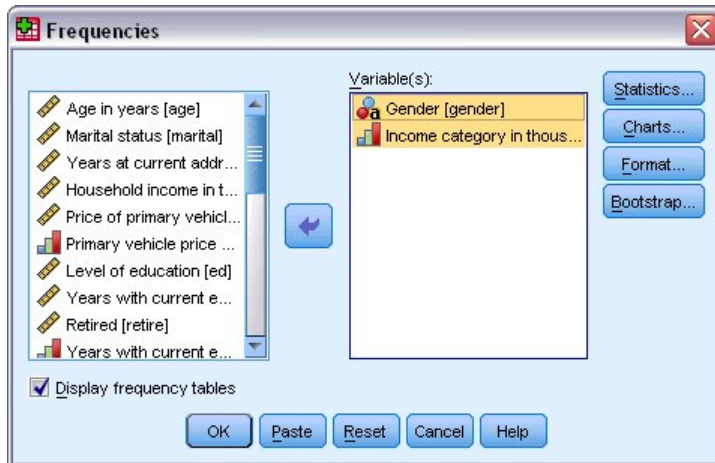 Frequencies
Age in years [age]
Marital status [marital]
Years at current addr...
Household income in t...
Price of primary vehicl...
Primary vehicle price ...
Level of education [ed]
Years with current e...
Retired [retire]
Years with current e...
Variable(s):
Gender [gender]
Income category in thous...
Statistics...
Charts...
Format...
Bootstrap...
Display frequency tables
OK
Paste
Reset
Cancel
Help